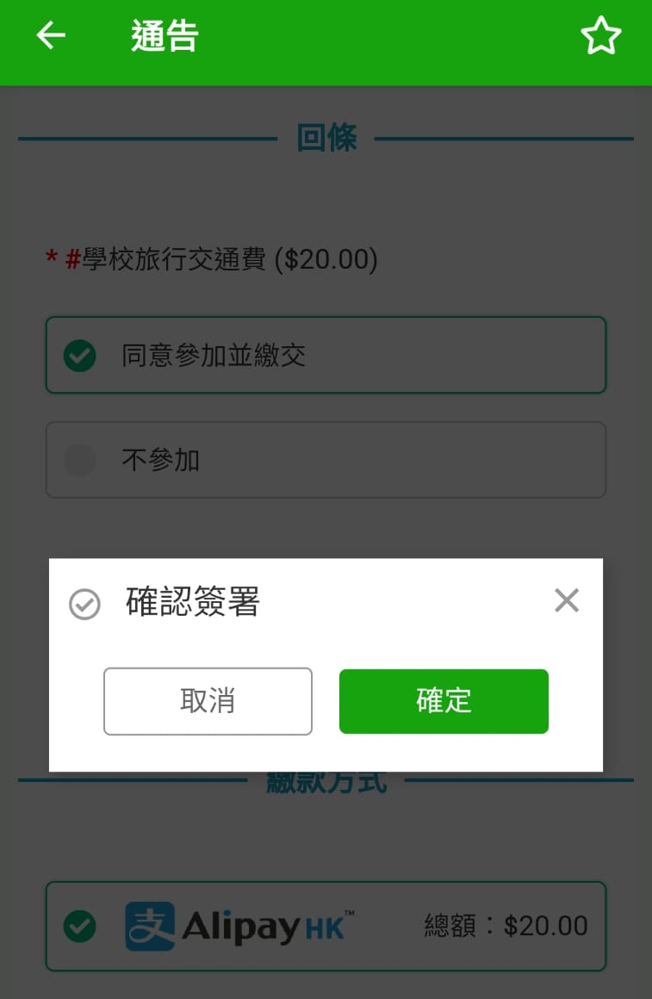 通告
回條
* #學校旅行交通費 ($20.00)
同意參加並繳交
不參加
確認簽署
取消
確定
繳款方式
支 AlipayHK™ 總額：$20.00